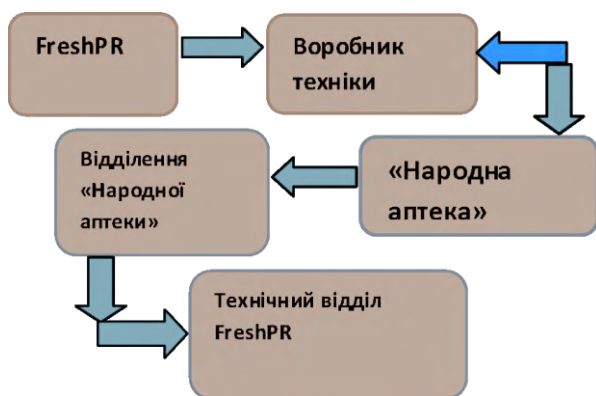 FreshPR
Воробник
техніки
Відділення
«Народної
аптеки»
«Народна
аптека»
Технічний відділ
FreshPR